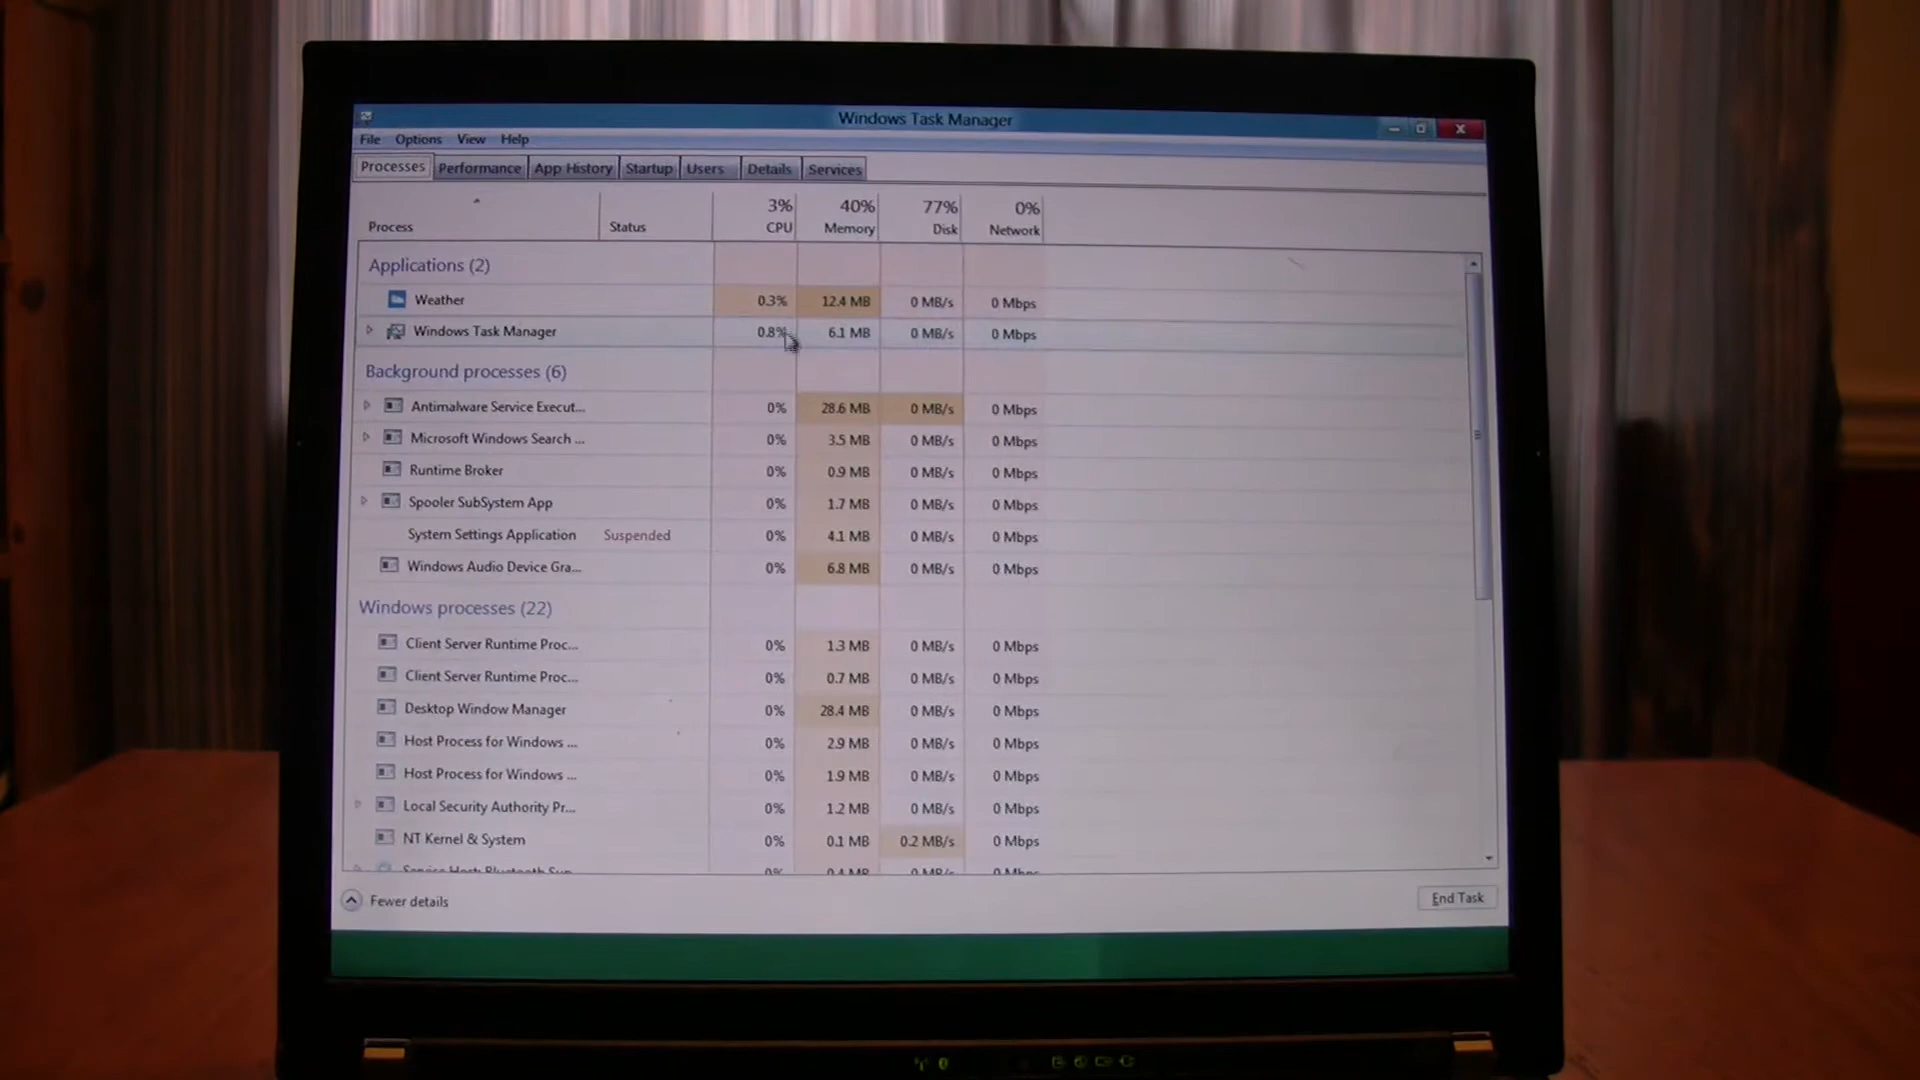 Windows Task Manager
File Options View Help
Processes Performance App History Startup Users Details Services
3% 40% 77% 0%
Process Status CPU Memory Disk Network
Applications (2)
Weather 0.3% 12.4 MB 0 MB/s 0 Mbps
Windows Task Manager 0.8% 6.1 MB 0 MB/s 0 Mbps
Background processes (6)
Antimalware Service Execut... 0% 28.6 MB 0 MB/s 0 Mbps
Microsoft Windows Search ... 0% 3.5 MB 0 MB/s 0 Mbps
Runtime Broker 0% 0.9 MB 0 MB/s 0 Mbps
Spooler SubSystem App 0% 1.7 MB 0 MB/s 0 Mbps
System Settings Application Suspended 0% 4.1 MB 0 MB/s 0 Mbps
Windows Audio Device Gra... 0% 6.8 MB 0 MB/s 0 Mbps
Windows processes (22)
Client Server Runtime Proc... 0% 1.3 MB 0 MB/s 0 Mbps
Client Server Runtime Proc... 0% 0.7 MB 0 MB/s 0 Mbps
Desktop Window Manager 0% 28.4 MB 0 MB/s 0 Mbps
Host Process for Windows ... 0% 2.9 MB 0 MB/s 0 Mbps
Host Process for Windows ... 0% 1.9 MB 0 MB/s 0 Mbps
Local Security Authority Pr... 0% 1.2 MB 0 MB/s 0 Mbps
NT Kernel & System 0% 0.1 MB 0.2 MB/s 0 Mbps
Fewer details End Task